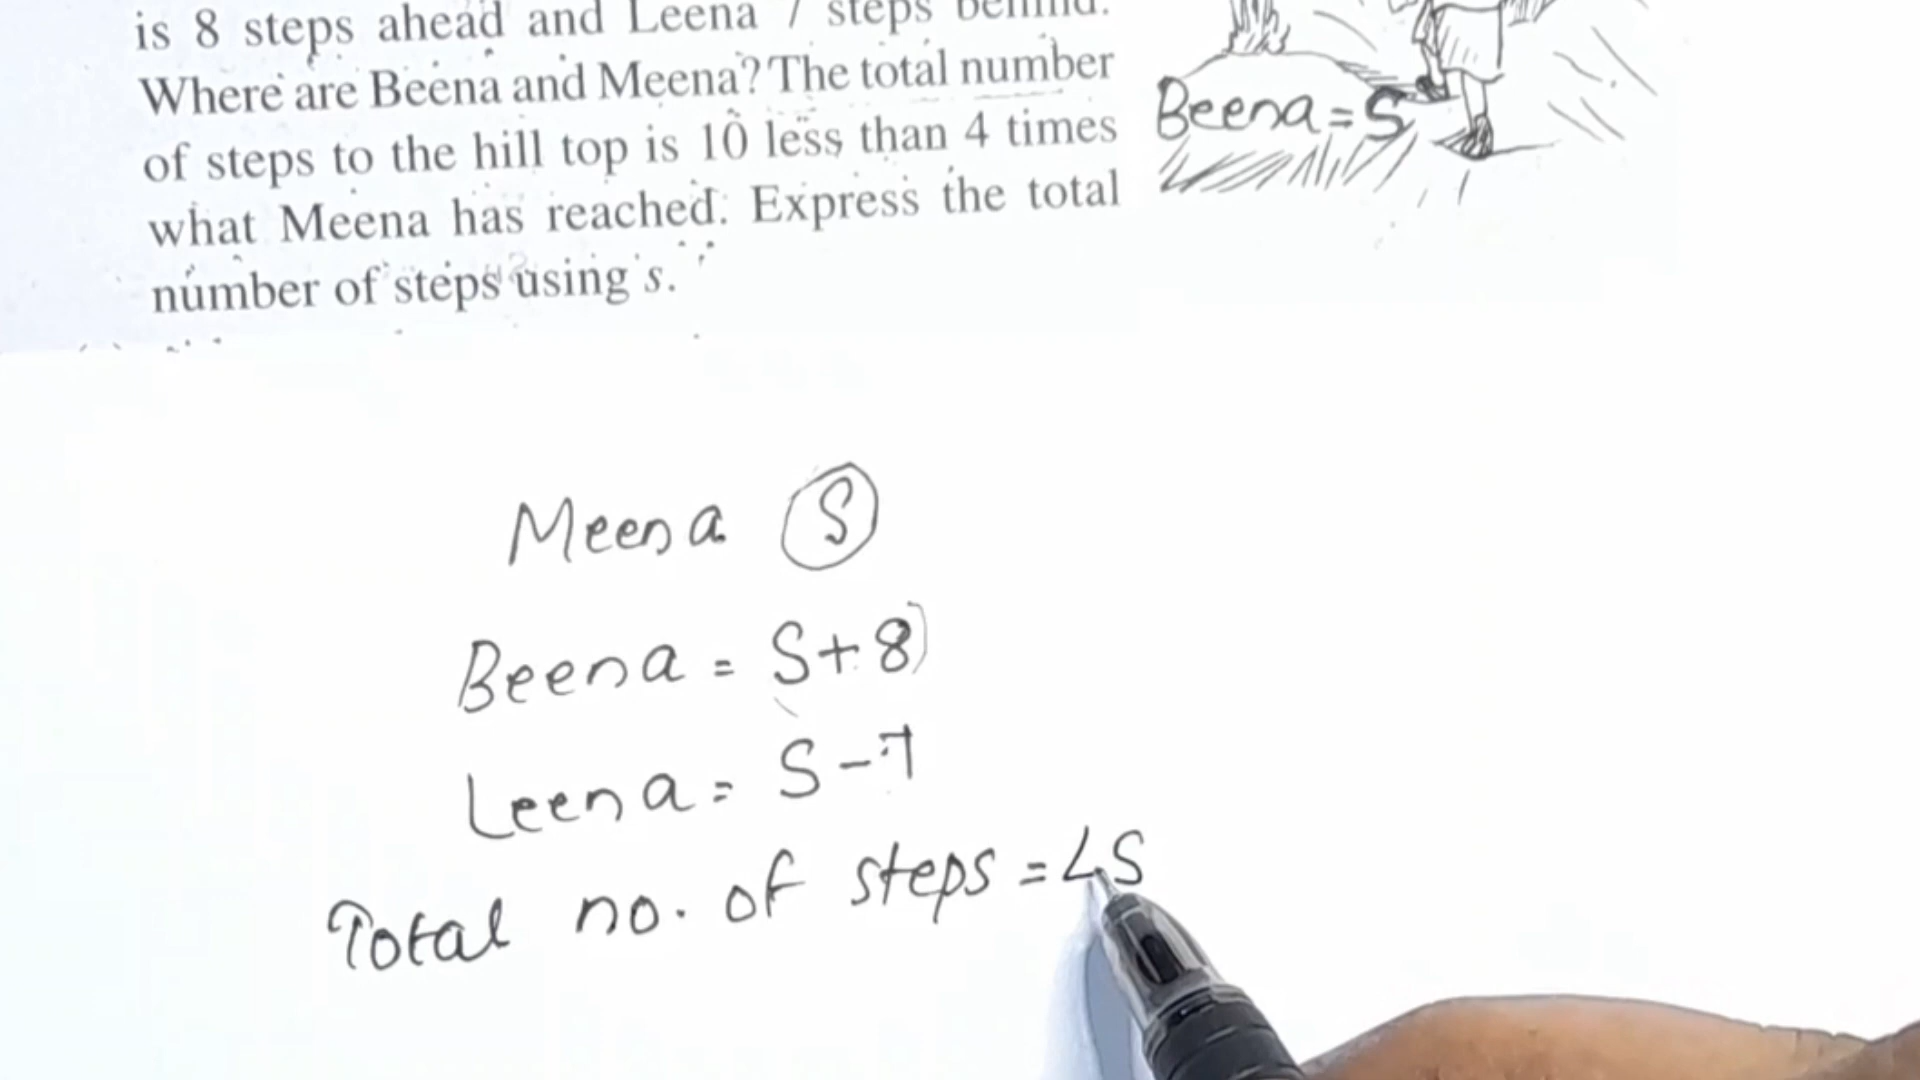 is 8 steps ahead and Leena 7 steps behind.
Where are Beena and Meena? The total number
of steps to the hill top is 10 less than 4 times
what Meena has reached. Express the total
number of steps using s.
Beena = S
Meena S
Beena = S+8
Leena = S-7
Total no. of steps = 4S